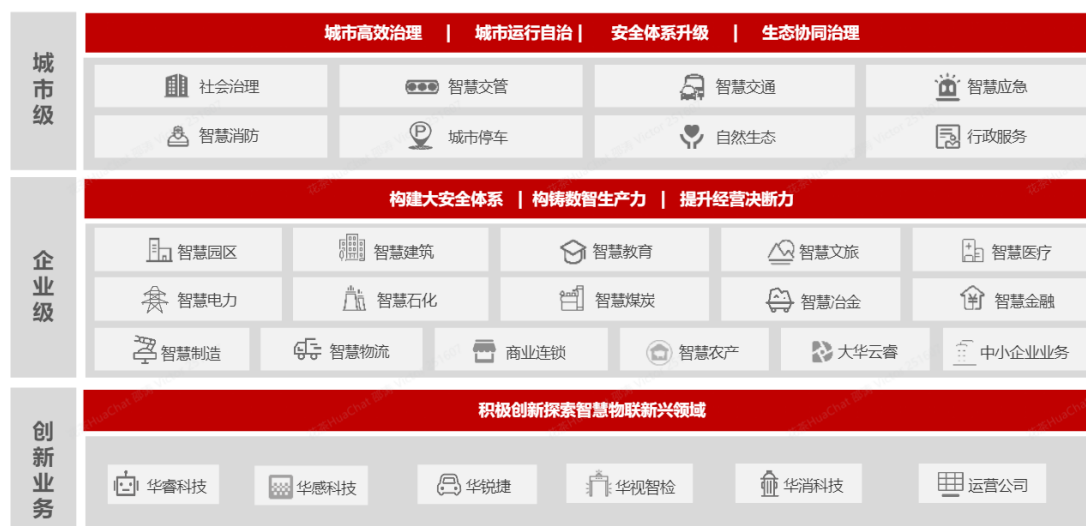 城市级
城市高效治理 | 城市运行自治 | 安全体系升级 | 生态协同治理
社会治理 智慧交管 智慧交通 智慧应急
智慧消防 城市停车 自然生态 行政服务
企业级
构建大安全体系 | 构铸数智生产力 | 提升经营决断力
智慧园区 智慧建筑 智慧教育 智慧文旅 智慧医疗
智慧电力 智慧石化 智慧煤炭 智慧冶金 智慧金融
智慧制造 智慧物流 商业连锁 智慧农产 大华云睿 中小企业业务
创新业务
积极创新探索智慧物联新兴领域
华睿科技 华感科技 华锐捷 华视智检 华消科技 运营公司